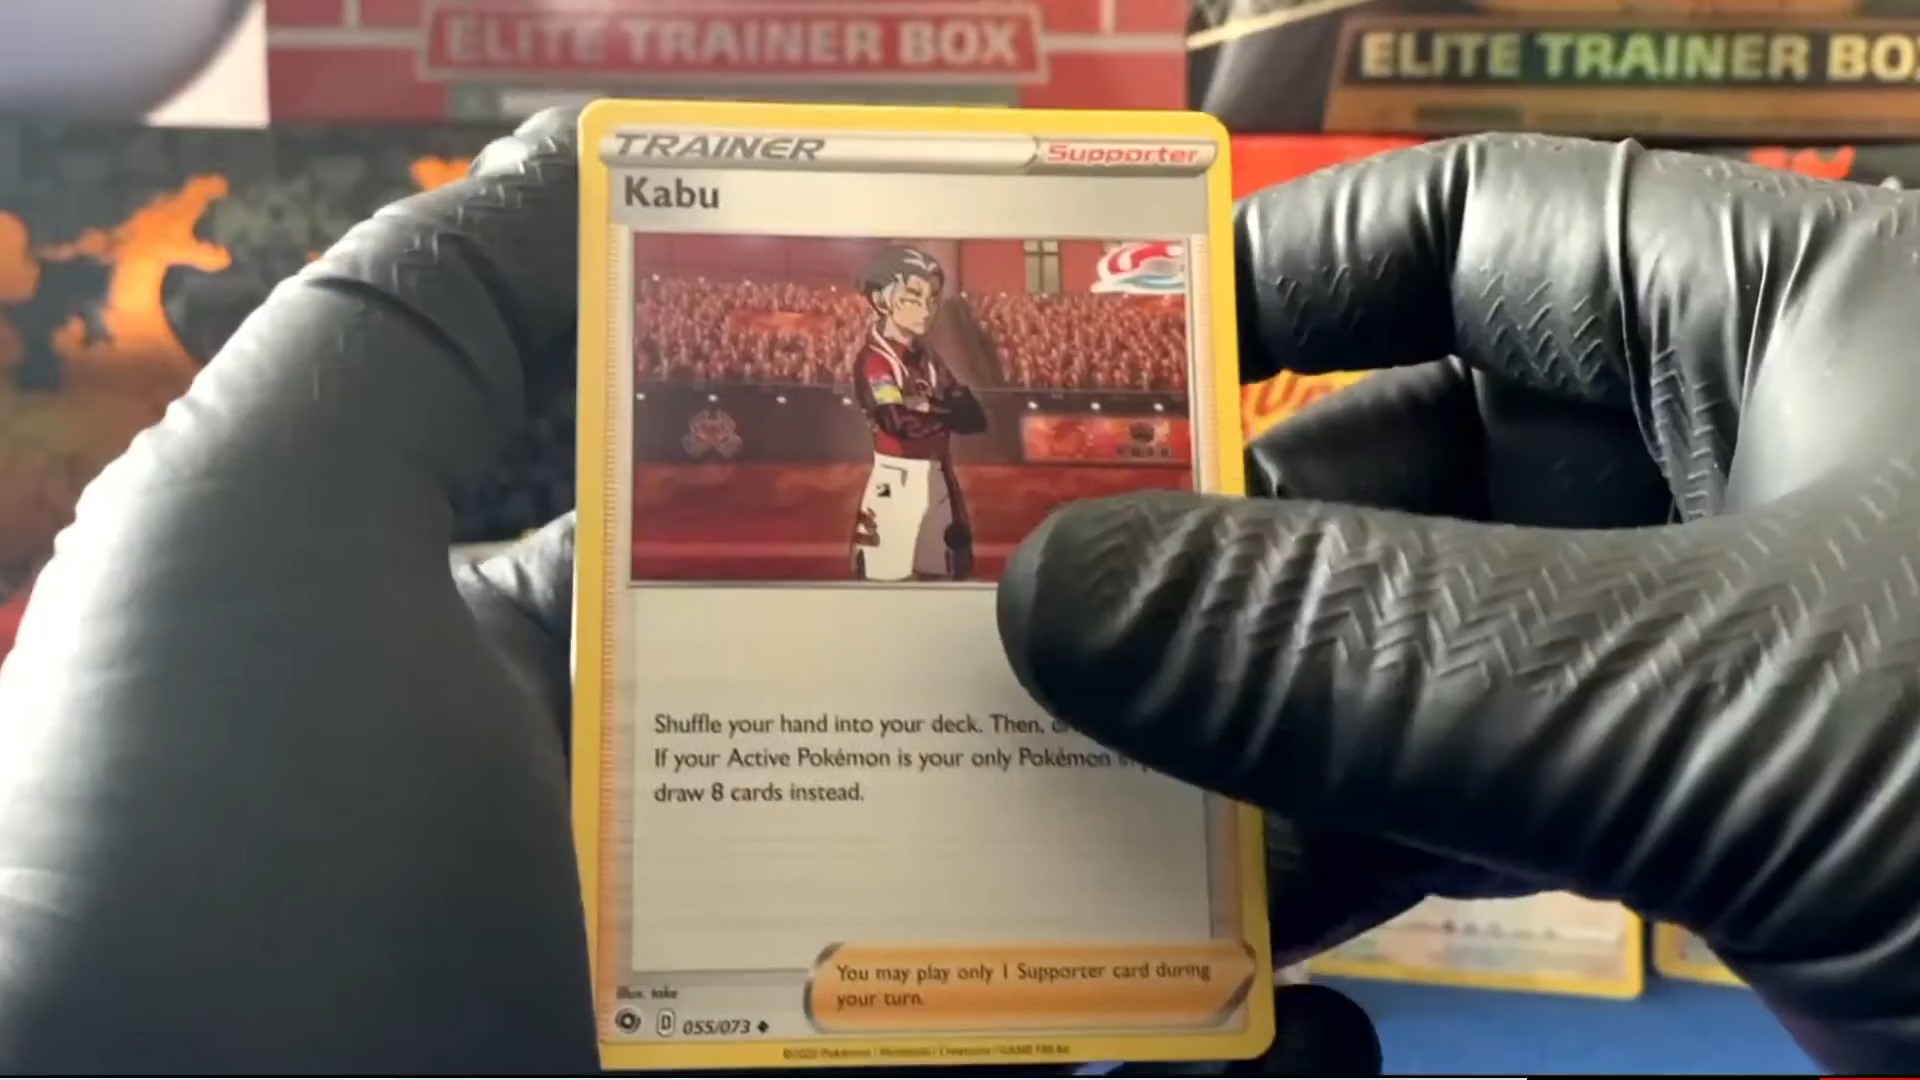 ELITE TRAINER BOX
ELITE TRAINER BO
TRAINER
Supporter
Kabu
Shuffle your hand into your deck. Then,
If your Active Pokémon is your only Pokémon
draw 8 cards instead.
You may play only 1 Supporter card during
your turn.
illus. take
D 055/073